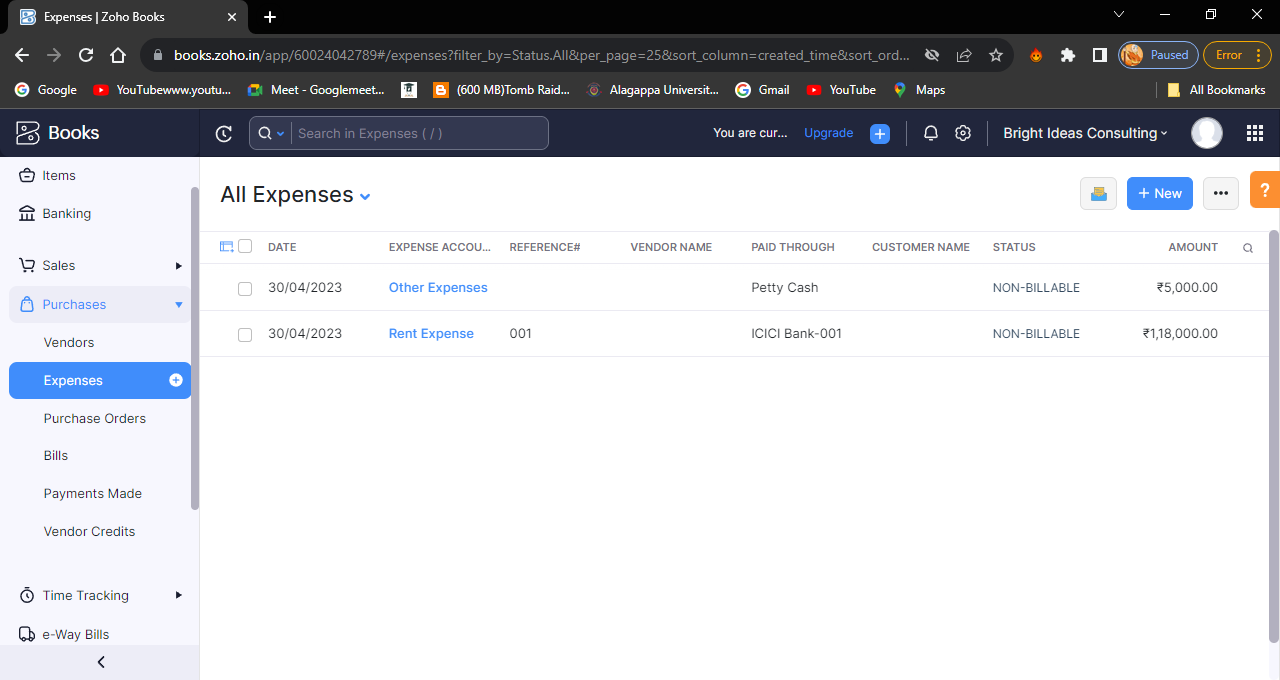 Expenses | Zoho Books
books.zoho.in/app/60024042789#/expenses?filter_by=Status.All&per_page=25&sort_column=created_time&sort_ord...
Paused
Error
Google
YouTubewww.youtu...
Meet - Googlemeet...
(600 MB)Tomb Raid...
Alagappa Universit...
Gmail
YouTube
Maps
All Bookmarks
Books
Search in Expenses ( / )
You are cur...
Upgrade
Bright Ideas Consulting
Items
Banking
Sales
Purchases
Vendors
Expenses
Purchase Orders
Bills
Payments Made
Vendor Credits
Time Tracking
e-Way Bills
All Expenses
+ New
?
DATE EXPENSE ACCOU... REFERENCE# VENDOR NAME PAID THROUGH CUSTOMER NAME STATUS AMOUNT
30/04/2023 Other Expenses Petty Cash NON-BILLABLE ₹5,000.00
30/04/2023 Rent Expense 001 ICICI Bank-001 NON-BILLABLE ₹1,18,000.00